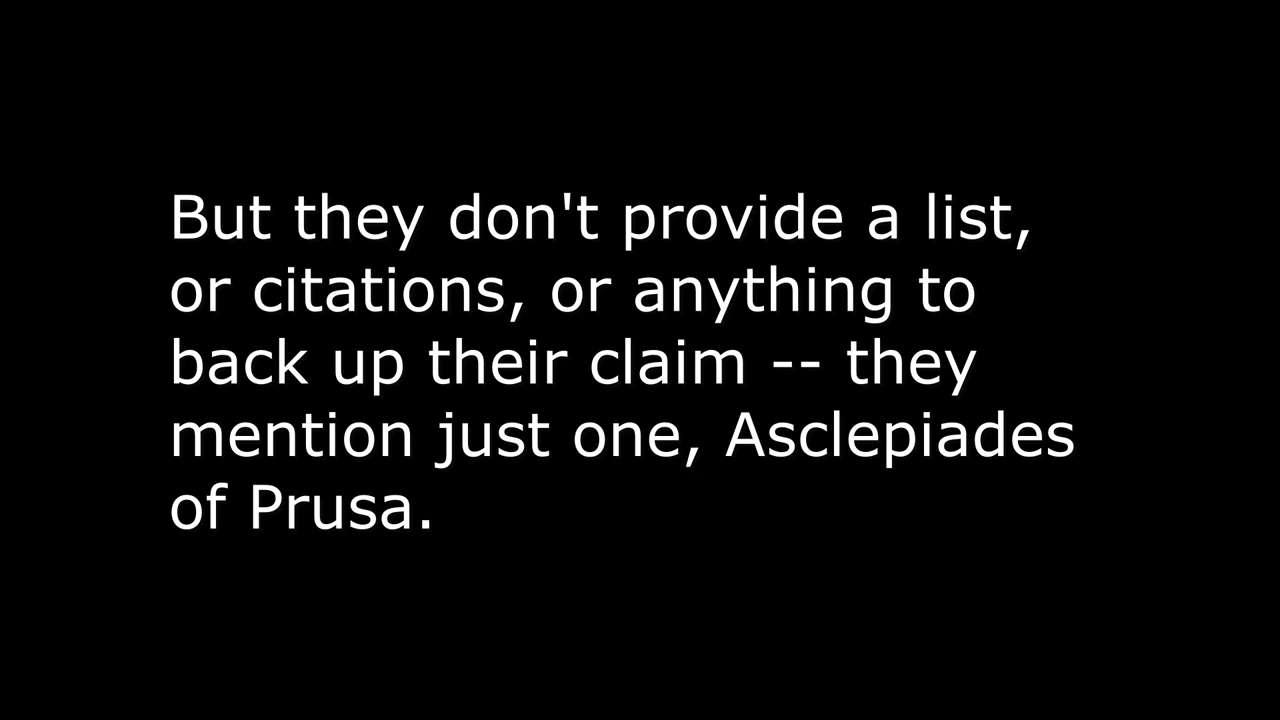 But they don't provide a list,
or citations, or anything to
back up their claim -- they
mention just one, Asclepiades
of Prusa.